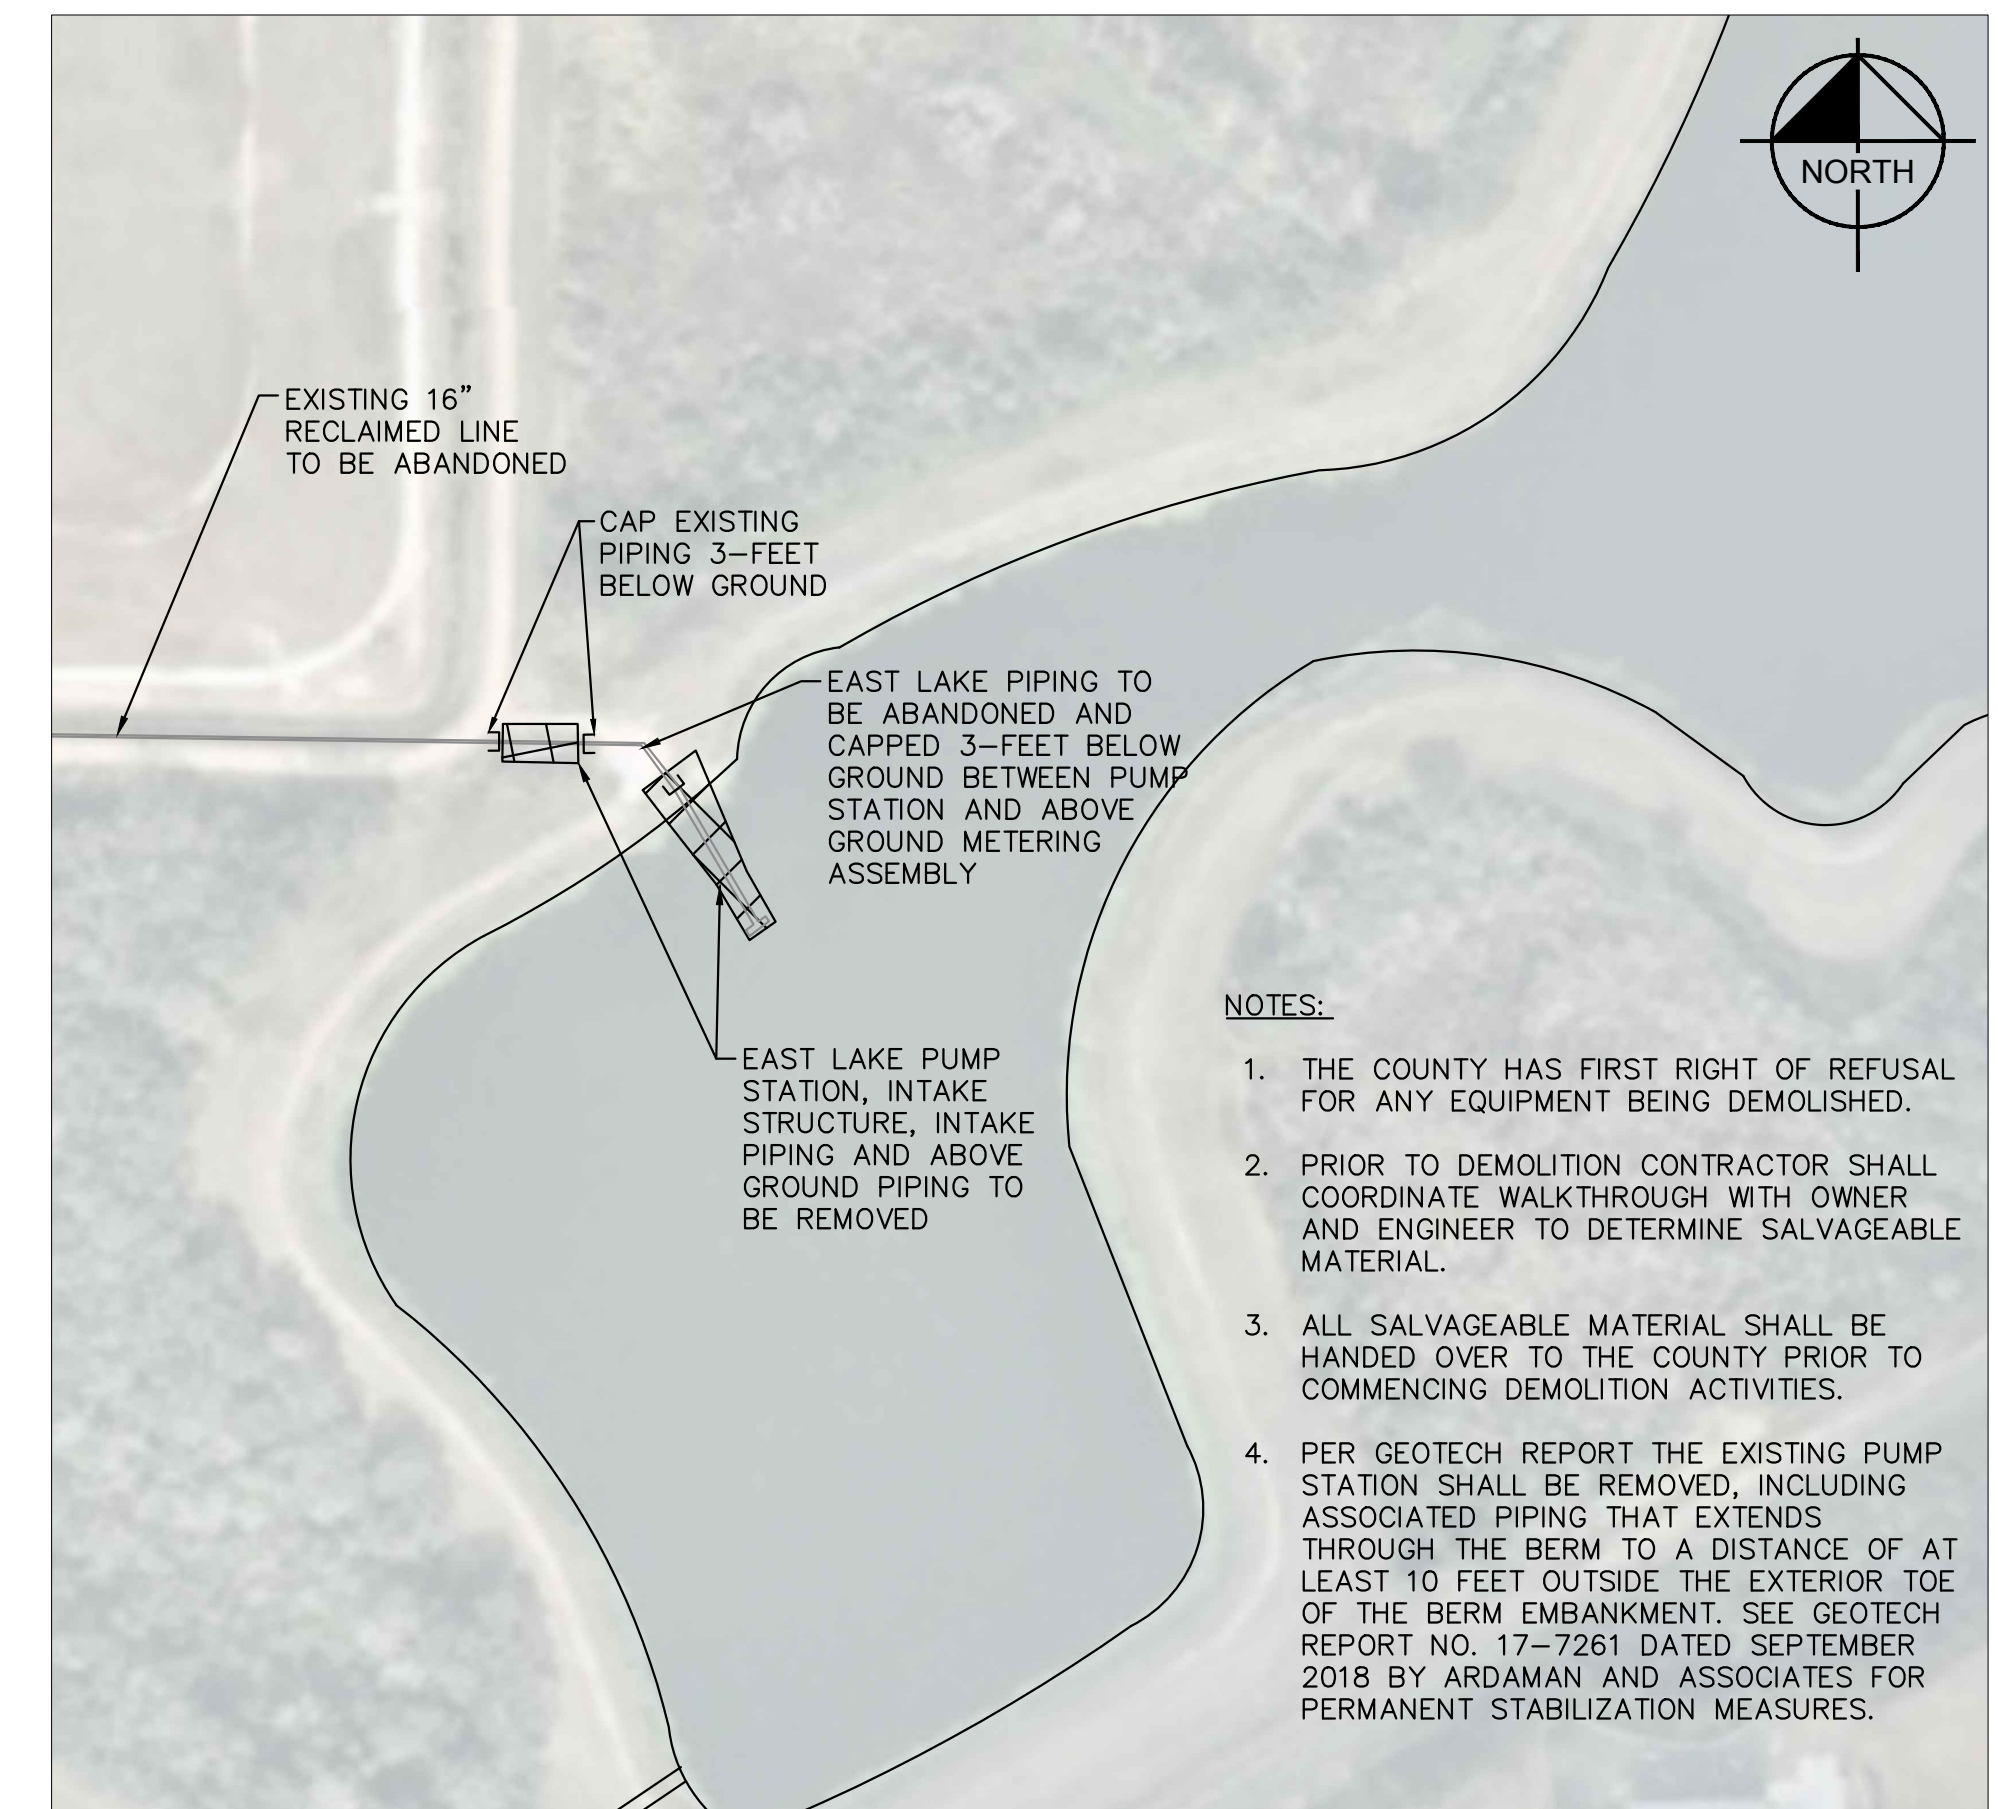 NORTH
EXISTING 16”
RECLAIMED LINE
TO BE ABANDONED
CAP EXISTING
PIPING 3-FEET
BELOW GROUND
EAST LAKE PIPING TO
BE ABANDONED AND
CAPPED 3-FEET BELOW
GROUND BETWEEN PUMP
STATION AND ABOVE
GROUND METERING
ASSEMBLY
EAST LAKE PUMP
STATION, INTAKE
STRUCTURE, INTAKE
PIPING AND ABOVE
GROUND PIPING TO
BE REMOVED
NOTES:
1. THE COUNTY HAS FIRST RIGHT OF REFUSAL
FOR ANY EQUIPMENT BEING DEMOLISHED.
2. PRIOR TO DEMOLITION CONTRACTOR SHALL
COORDINATE WALKTHROUGH WITH OWNER
AND ENGINEER TO DETERMINE SALVAGEABLE
MATERIAL.
3. ALL SALVAGEABLE MATERIAL SHALL BE
HANDED OVER TO THE COUNTY PRIOR TO
COMMENCING DEMOLITION ACTIVITIES.
4. PER GEOTECH REPORT THE EXISTING PUMP
STATION SHALL BE REMOVED, INCLUDING
ASSOCIATED PIPING THAT EXTENDS
THROUGH THE BERM TO A DISTANCE OF AT
LEAST 10 FEET OUTSIDE THE EXTERIOR TOE
OF THE BERM EMBANKMENT. SEE GEOTECH
REPORT NO. 17-7261 DATED SEPTEMBER
2018 BY ARDAMAN AND ASSOCIATES FOR
PERMANENT STABILIZATION MEASURES.